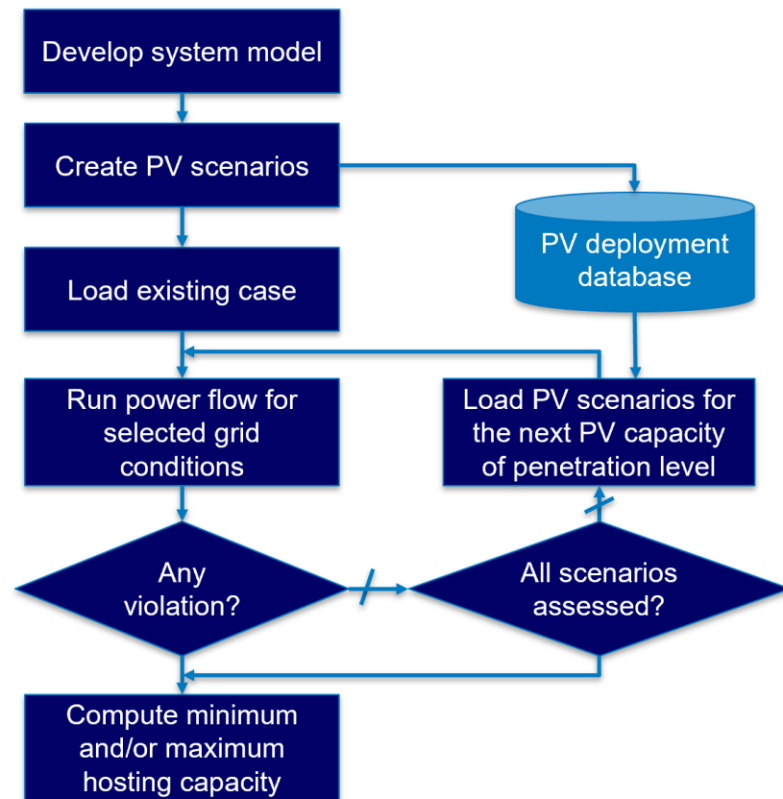 Develop system model
Create PV scenarios
PV deployment
database
Load existing case
Run power flow for
selected grid
conditions
Load PV scenarios for
the next PV capacity
of penetration level
Any
violation?
All scenarios
assessed?
Compute minimum
and/or maximum
hosting capacity